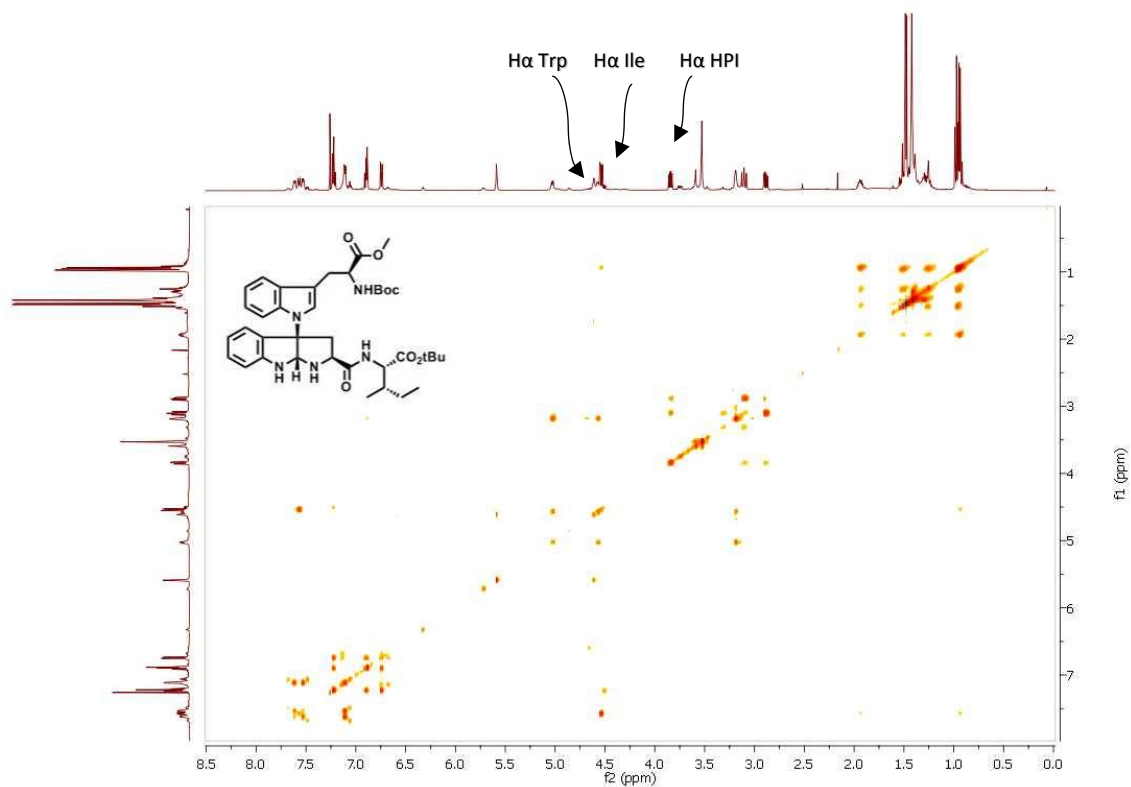 Hα Trp Hα Ile Hα HPI
O
O
NHBoc
N
N
H
H
N
H
H
N
O
CO₂tBu
8.5 8.0 7.5 7.0 6.5 6.0 5.5 5.0 4.5 4.0 3.5 3.0 2.5 2.0 1.5 1.0 0.5 0.0
f2 (ppm)
1
2
3
4
5
6
7
f1 (ppm)